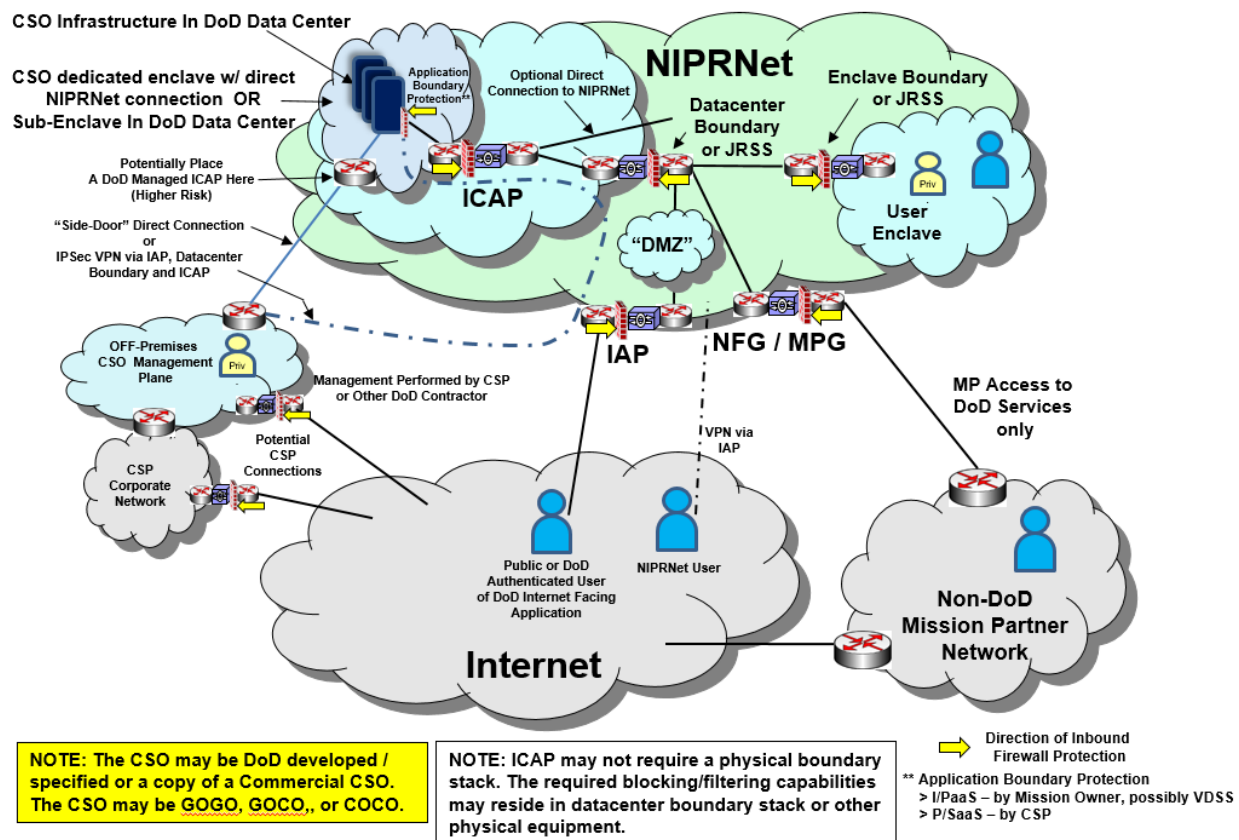 CSO Infrastructure In DoD Data Center
CSO dedicated enclave w/ direct
NIPRNet connection  OR
Sub-Enclave In DoD Data Center
Application
Boundary
Protection**
Optional Direct
Connection to NIPRNet
NIPRNet
Datacenter
Boundary
or JRSS
Enclave Boundary
or JRSS
Potentially Place
A DoD Managed ICAP Here
(Higher Risk)
ICAP
Priv
User
Enclave
“Side-Door” Direct Connection
or
IPSec VPN via IAP, Datacenter
Boundary and ICAP
“DMZ”
IAP
NFG / MPG
OFF-Premises
CSO Management
Plane
Priv
Management Performed by CSP
or Other DoD Contractor
MP Access to
DoD Services
only
VPN via
IAP
Potential
CSP
Connections
CSP
Corporate
Network
Public or DoD
Authenticated User
of DoD Internet Facing
Application
NIPRNet User
Internet
Non-DoD
Mission Partner
Network
NOTE: The CSO may be DoD developed /
specified or a copy of a Commercial CSO.
The CSO may be GOGO, GOCO,, or COCO.
NOTE: ICAP may not require a physical boundary
stack. The required blocking/filtering capabilities
may reside in datacenter boundary stack or other
physical equipment.
Direction of Inbound
Firewall Protection
** Application Boundary Protection
> I/PaaS – by Mission Owner, possibly VDSS
> P/SaaS – by CSP